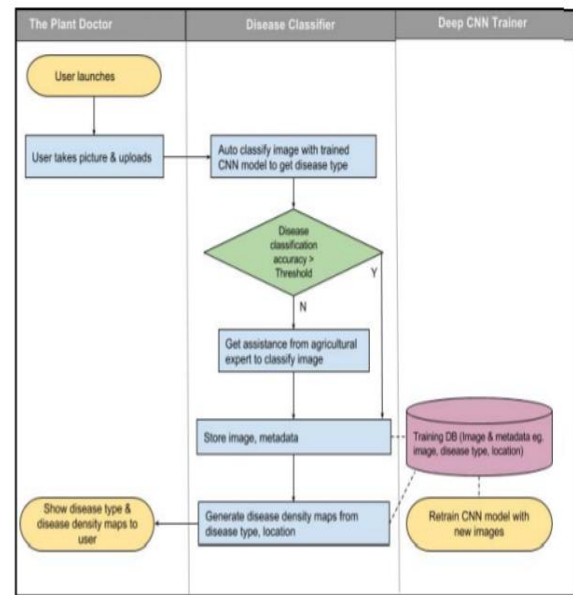 The Plant Doctor
Disease Classifier
Deep CNN Trainer
User launches
User takes picture & uploads
Auto classify image with trained
CNN model to get disease type
Disease
classification
accuracy >
Threshold
Y
N
Get assistance from agricultural
expert to classify image
Store image, metadata
Training DB (Image & metadata eg.
image, disease type, location)
Show disease type &
disease density maps to
user
Generate disease density maps from
disease type, location
Retrain CNN model with
new images